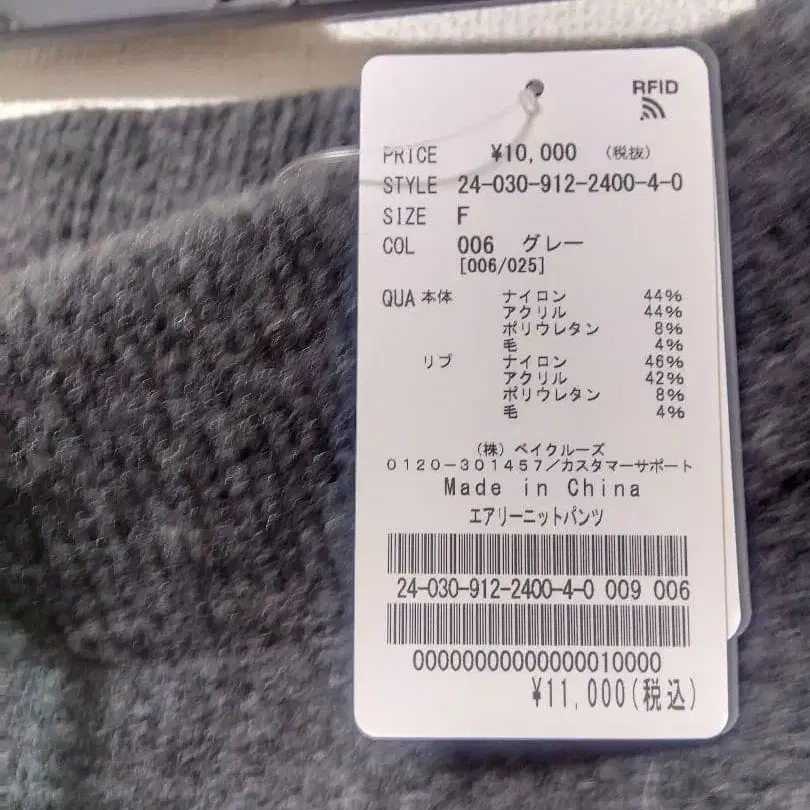 RFID
PRICE ¥10,000 (税抜)
STYLE 24-030-912-2400-4-0
SIZE F
COL 006 グレー
[006/025]
QUA 本体 ナイロン 44%
アクリル 44%
ポリウレタン 8%
毛 4%
リブ ナイロン 46%
アクリル 42%
ポリウレタン 8%
毛 4%
(株)ベイクルーズ
0120-301457/カスタマーサポート
Made in China
エアリーニットパンツ
24-030-912-2400-4-0 009 006
00000000000000010000
¥11,000(税込)